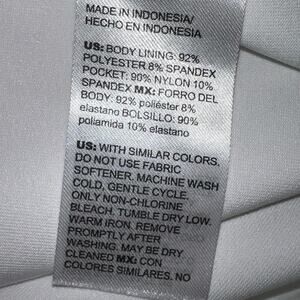 MADE IN INDONESIA/
HECHO EN INDONESIA
US: BODY LINING: 92%
POLYESTER 8% SPANDEX
POCKET: 90% NYLON 10%
SPANDEX MX: FORRO DEL
BODY: 92% poliéster 8%
elastano BOLSILLO: 90%
poliamida 10% elastano
US: WITH SIMILAR COLORS.
DO NOT USE FABRIC
SOFTENER. MACHINE WASH
COLD, GENTLE CYCLE.
ONLY NON-CHLORINE
BLEACH. TUMBLE DRY LOW.
WARM IRON. REMOVE
PROMPTLY AFTER
WASHING. MAY BE DRY
CLEANED MX: CON
COLORES SIMILARES. NO